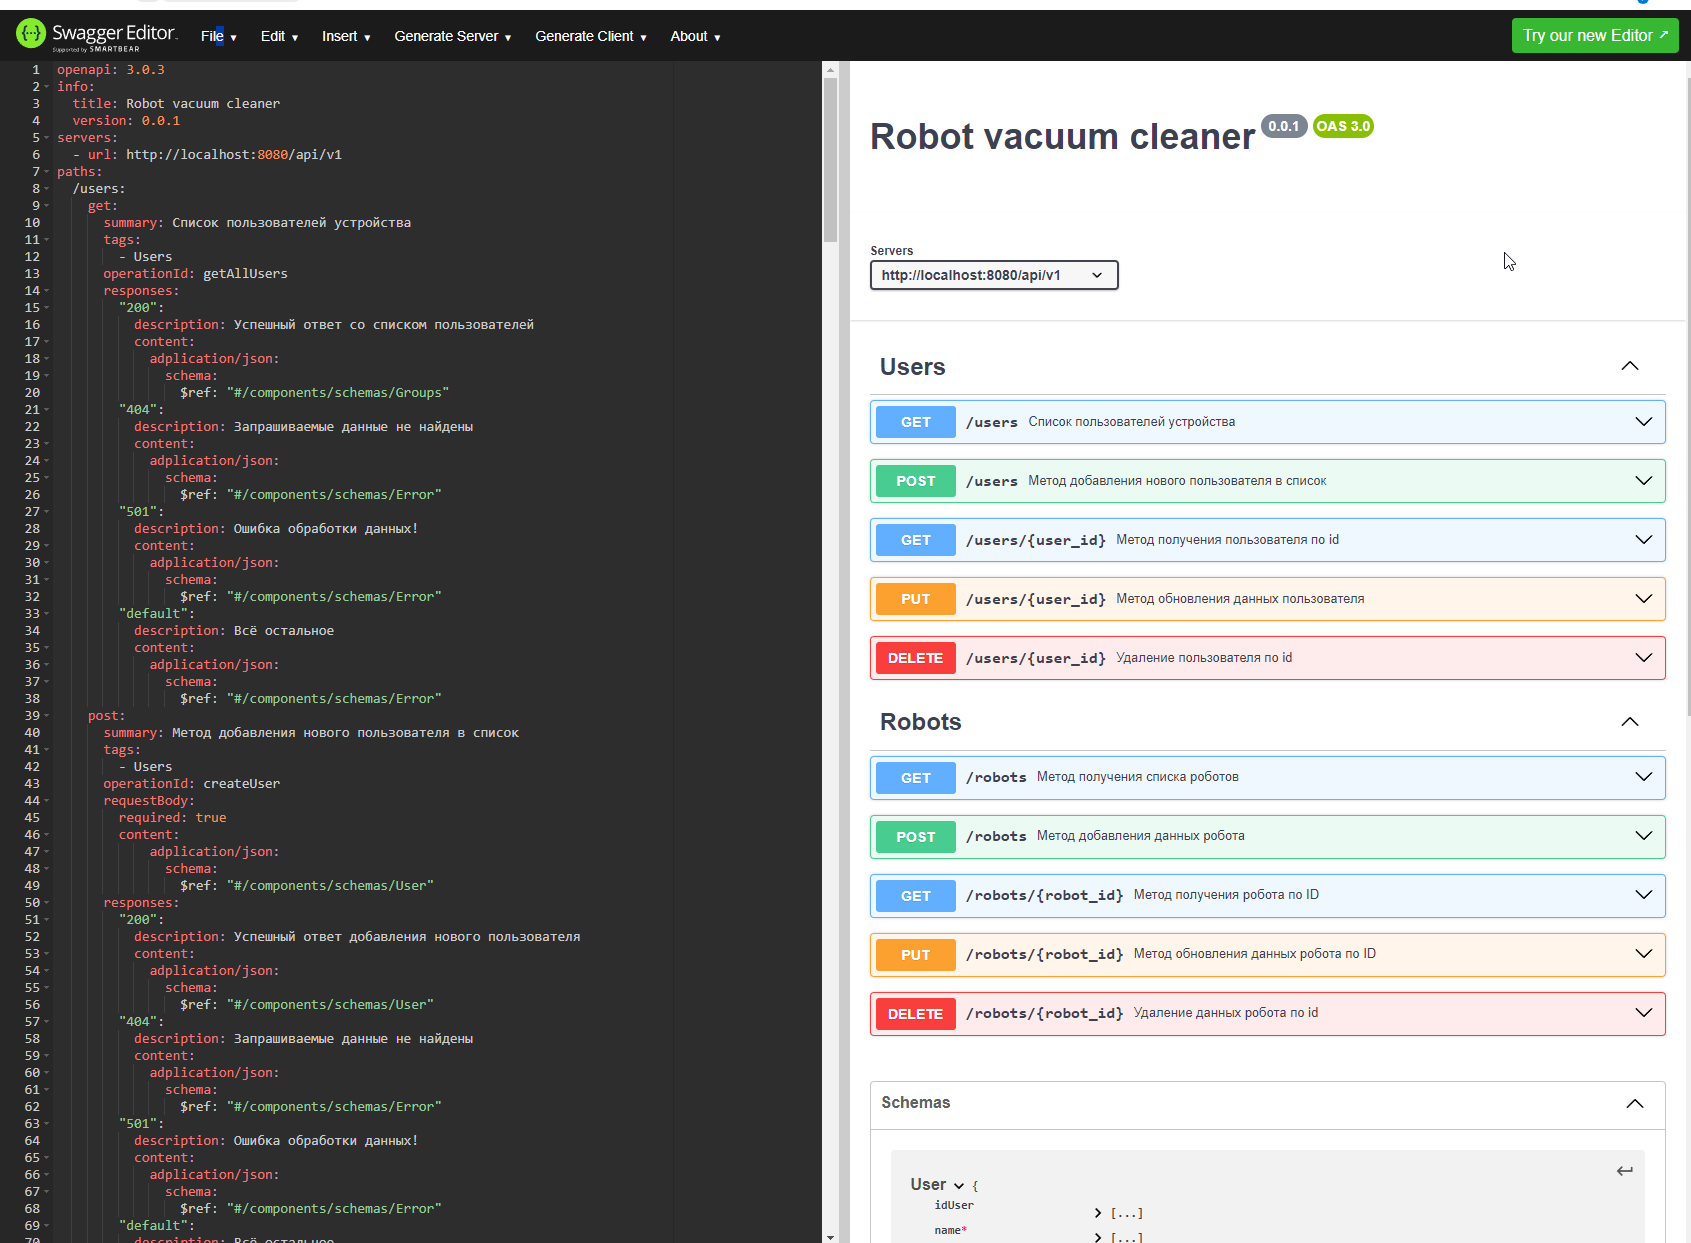 Swagger Editor.
Supported by SMARTBEAR
File ▾ Edit ▾ Insert ▾ Generate Server ▾ Generate Client ▾ About ▾
Try our new Editor ↗
1 openapi: 3.0.3
2 info:
3 title: Robot vacuum cleaner
4 version: 0.0.1
5 servers:
6 - url: http://localhost:8080/api/v1
7 paths:
8 /users:
9 get:
10 summary: Список пользователей устройства
11 tags:
12 - Users
13 operationId: getAllUsers
14 responses:
15 "200":
16 description: Успешный ответ со списком пользователей
17 content:
18 adplication/json:
19 schema:
20 $ref: "#/components/schemas/Groups"
21 "404":
22 description: Запрашиваемые данные не найдены
23 content:
24 adplication/json:
25 schema:
26 $ref: "#/components/schemas/Error"
27 "501":
28 description: Ошибка обработки данных!
29 content:
30 adplication/json:
31 schema:
32 $ref: "#/components/schemas/Error"
33 "default":
34 description: Всё остальное
35 content:
36 adplication/json:
37 schema:
38 $ref: "#/components/schemas/Error"
39 post:
40 summary: Метод добавления нового пользователя в список
41 tags:
42 - Users
43 operationId: createUser
44 requestBody:
45 required: true
46 content:
47 adplication/json:
48 schema:
49 $ref: "#/components/schemas/User"
50 responses:
51 "200":
52 description: Успешный ответ добавления нового пользователя
53 content:
54 adplication/json:
55 schema:
56 $ref: "#/components/schemas/User"
57 "404":
58 description: Запрашиваемые данные не найдены
59 content:
60 adplication/json:
61 schema:
62 $ref: "#/components/schemas/Error"
63 "501":
64 description: Ошибка обработки данных!
65 content:
66 adplication/json:
67 schema:
68 $ref: "#/components/schemas/Error"
69 "default":
70 description: Всё остальное
Robot vacuum cleaner 0.0.1 OAS 3.0
Servers
http://localhost:8080/api/v1
Users
GET /users Список пользователей устройства
POST /users Метод добавления нового пользователя в список
GET /users/{user_id} Метод получения пользователя по id
PUT /users/{user_id} Метод обновления данных пользователя
DELETE /users/{user_id} Удаление пользователя по id
Robots
GET /robots Метод получения списка роботов
POST /robots Метод добавления данных робота
GET /robots/{robot_id} Метод получения робота по ID
PUT /robots/{robot_id} Метод обновления данных робота по ID
DELETE /robots/{robot_id} Удаление данных робота по id
Schemas
User {
idUser [...]
name* [...]